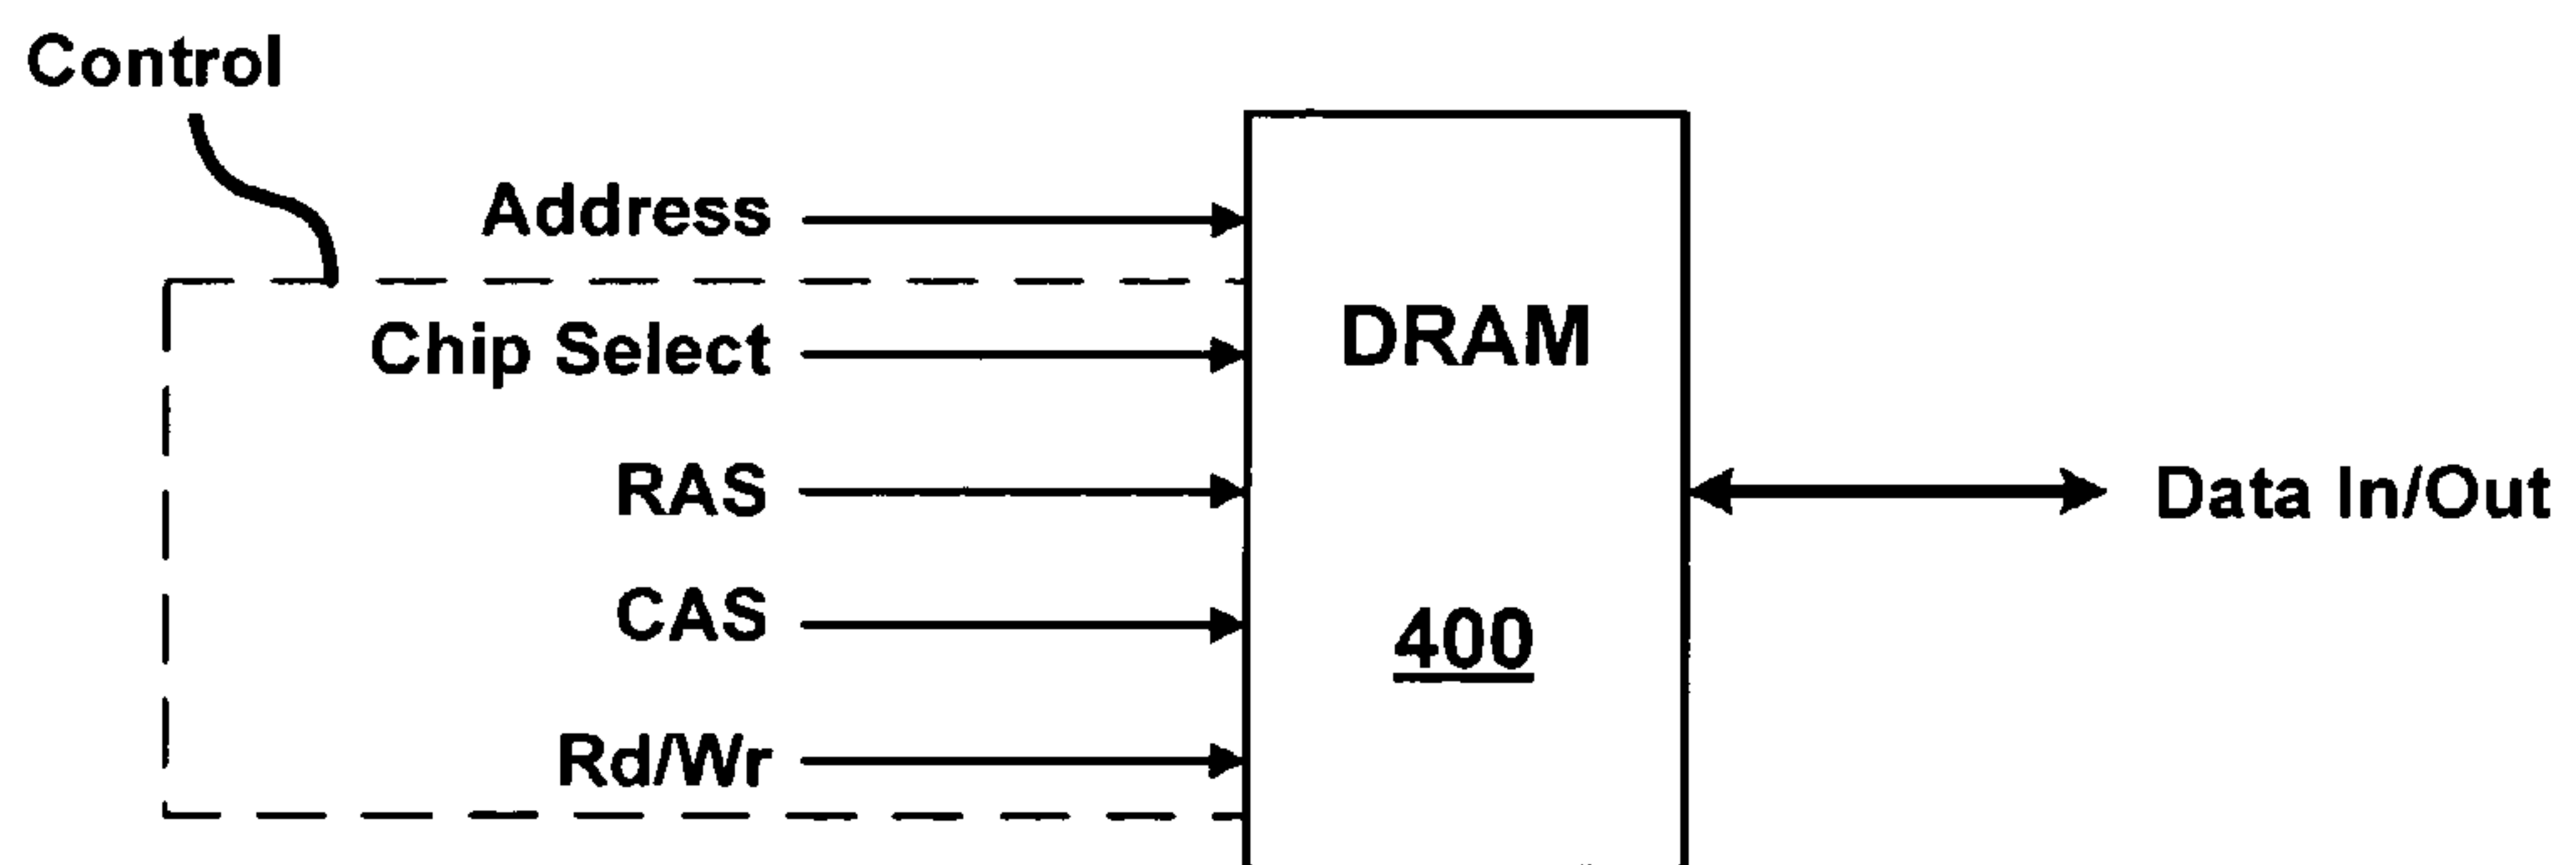 Control
Address
Chip Select
RAS
CAS
Rd/Wr
DRAM
400
Data In/Out